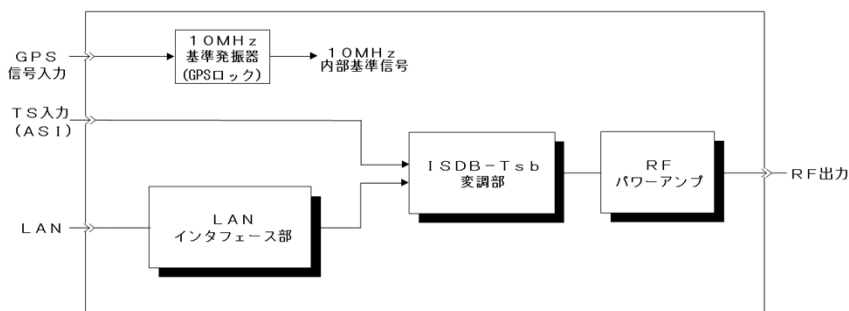 GPS
信号入力
10MHz
基準発振器
(GPSロック)
10MHz
内部基準信号
TS入力
(ASI)
ISDB-Tsb
変調部
RF
パワーアンプ
RF出力
LAN
LAN
インタフェース部